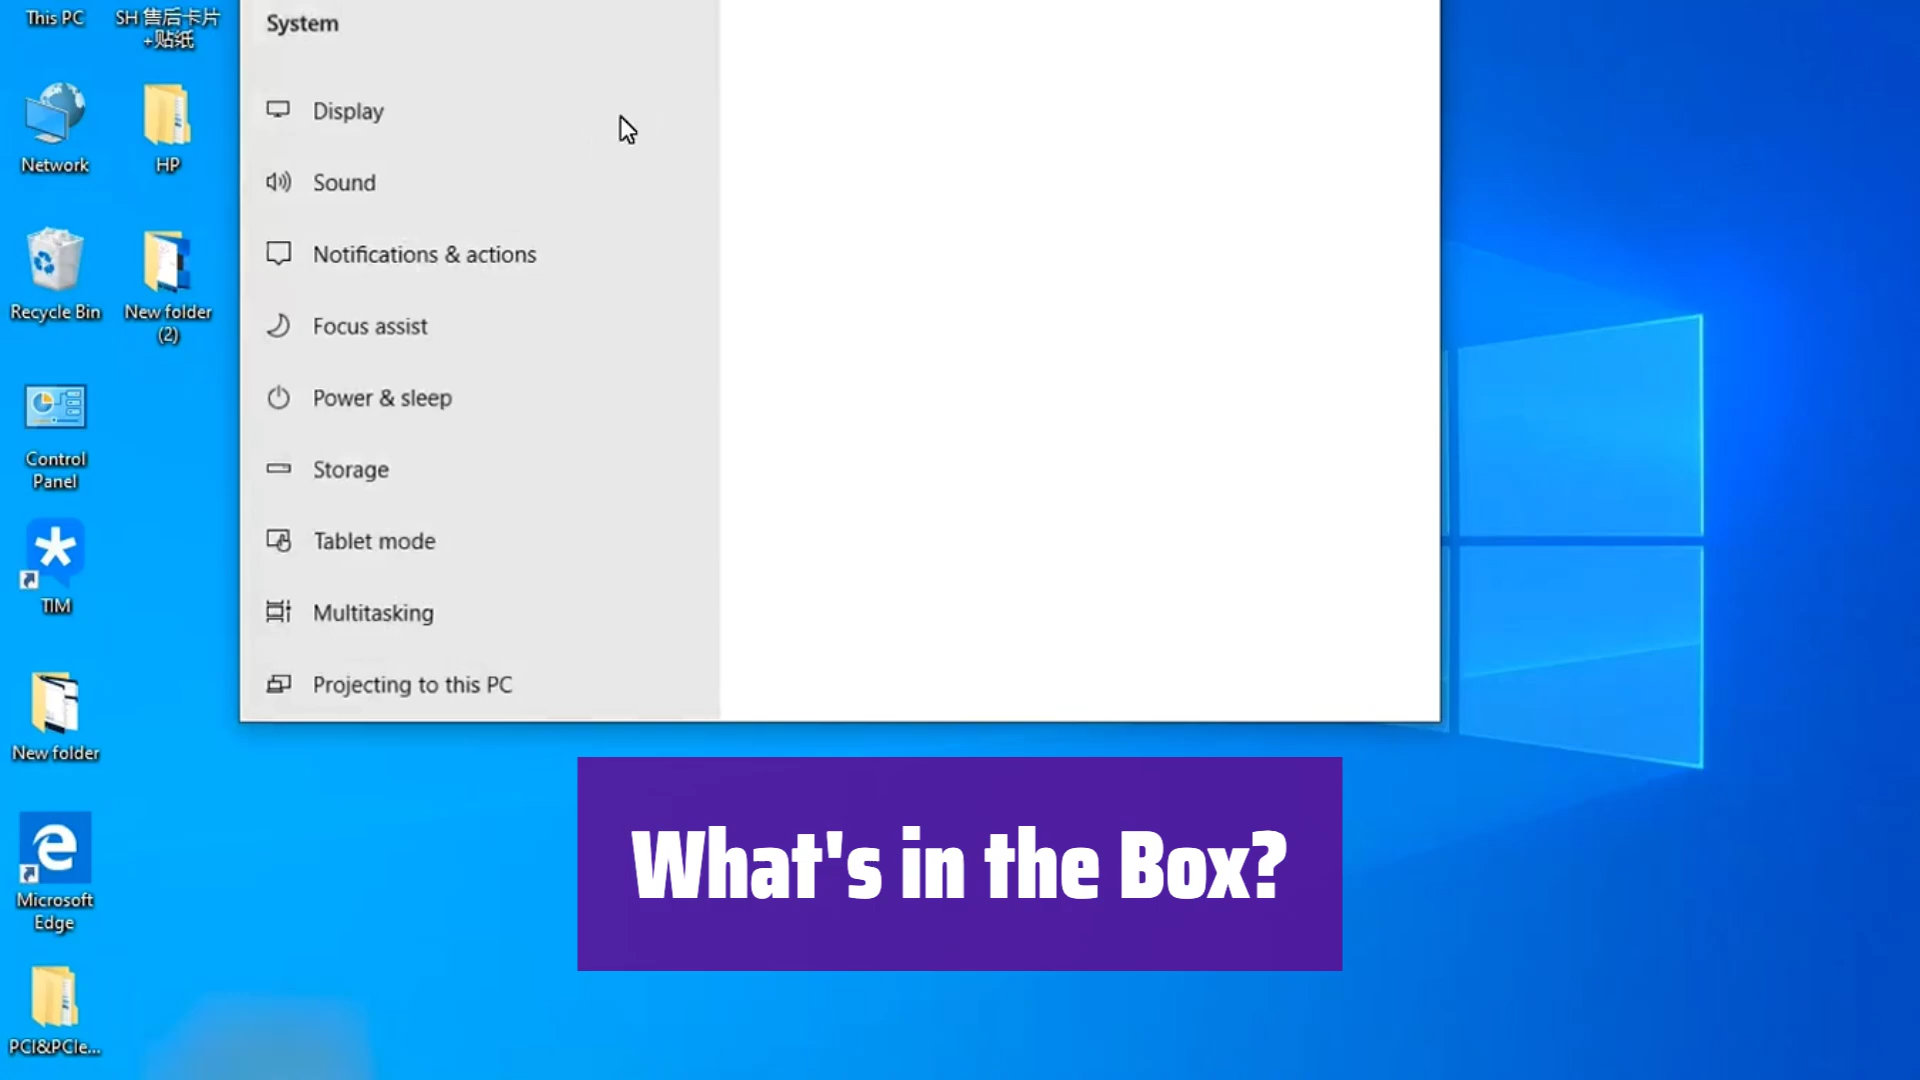 This PC
SH 售后卡片
+贴纸
System
Display
Network
HP
Sound
Notifications & actions
Recycle Bin
New folder
(2)
Focus assist
Power & sleep
Control
Panel
Storage
Tablet mode
TIM
Multitasking
Projecting to this PC
New folder
What's in the Box?
Microsoft
Edge
PCI&PCIe...